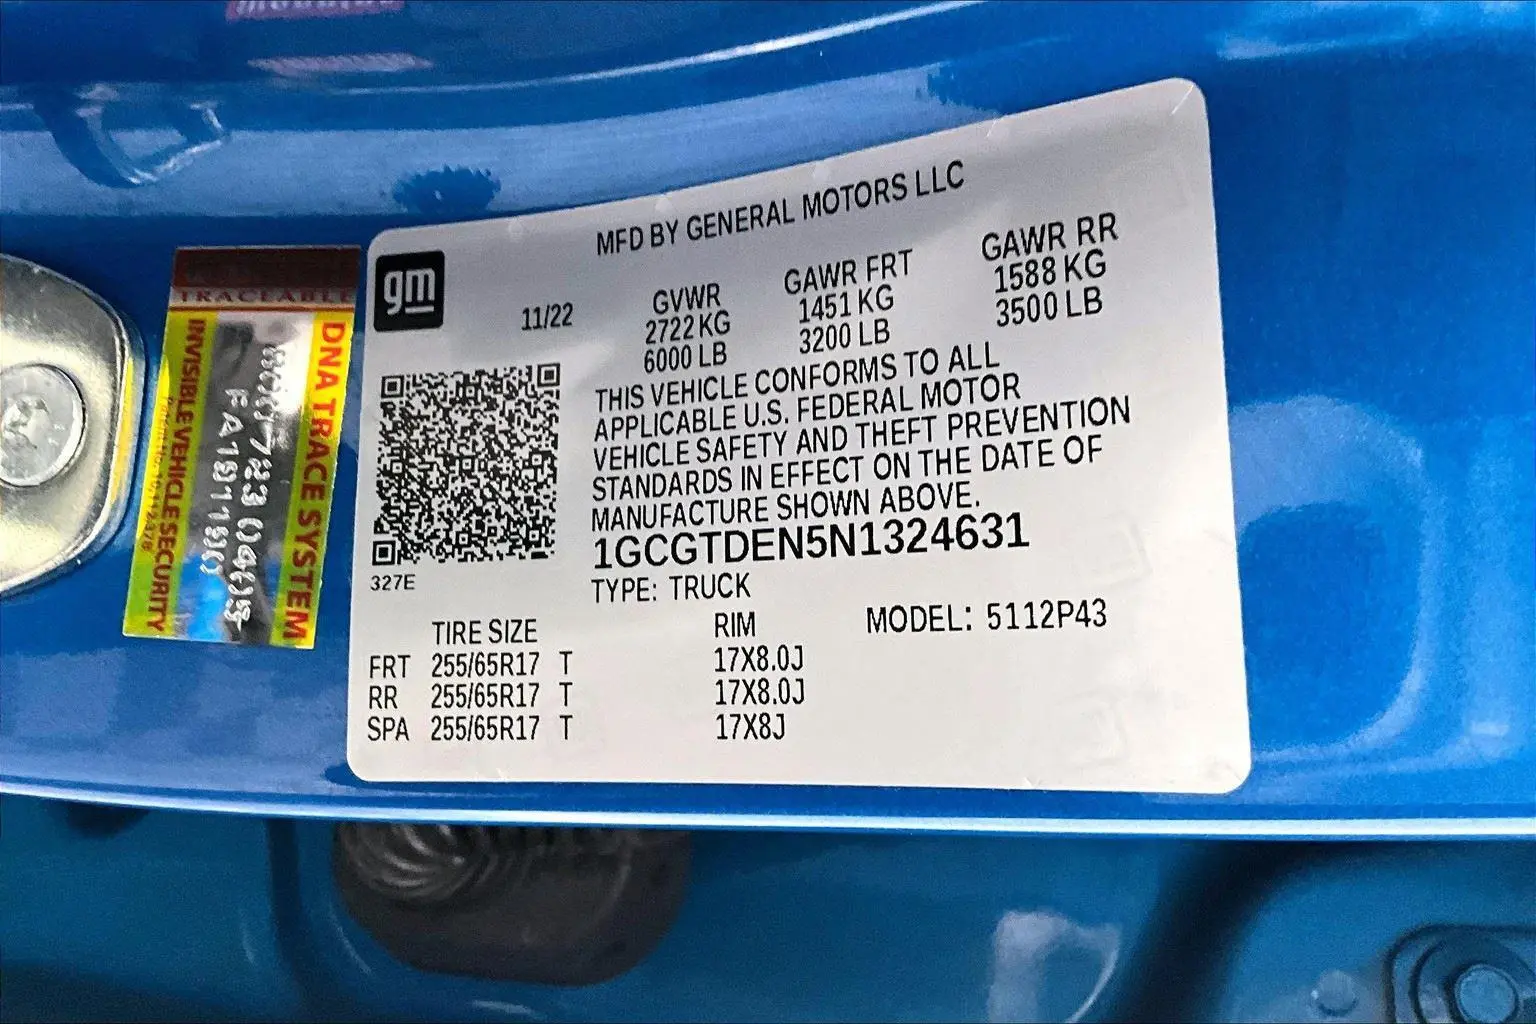 MFD BY GENERAL MOTORS LLC
gm
11/22
GVWR
2722 KG
6000 LB
GAWR FRT
1451 KG
3200 LB
GAWR RR
1588 KG
3500 LB
THIS VEHICLE CONFORMS TO ALL
APPLICABLE U.S. FEDERAL MOTOR
VEHICLE SAFETY AND THEFT PREVENTION
STANDARDS IN EFFECT ON THE DATE OF
MANUFACTURE SHOWN ABOVE.
1GCGTDEN5N1324631
327E
TYPE: TRUCK
TIRE SIZE RIM MODEL: 5112P43
FRT 255/65R17 T 17X8.0J
RR 255/65R17 T 17X8.0J
SPA 255/65R17 T 17X8J
TRACEABLE
DNA TRACE SYSTEM
INVISIBLE VEHICLE SECURITY